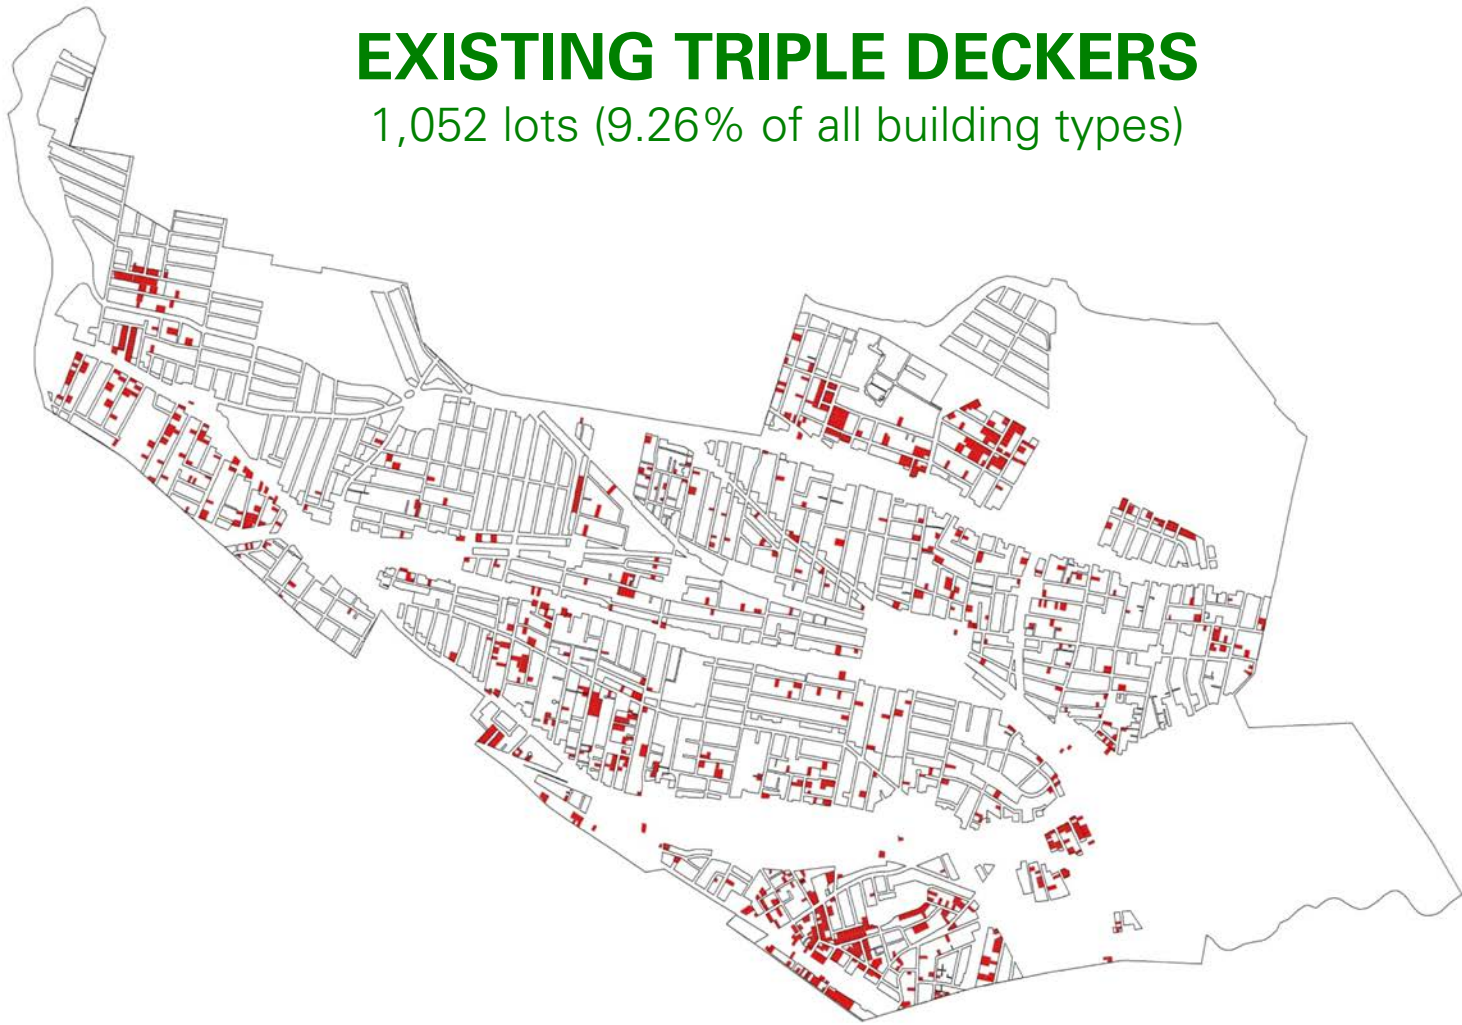 EXISTING TRIPLE DECKERS
1,052 lots (9.26% of all building types)